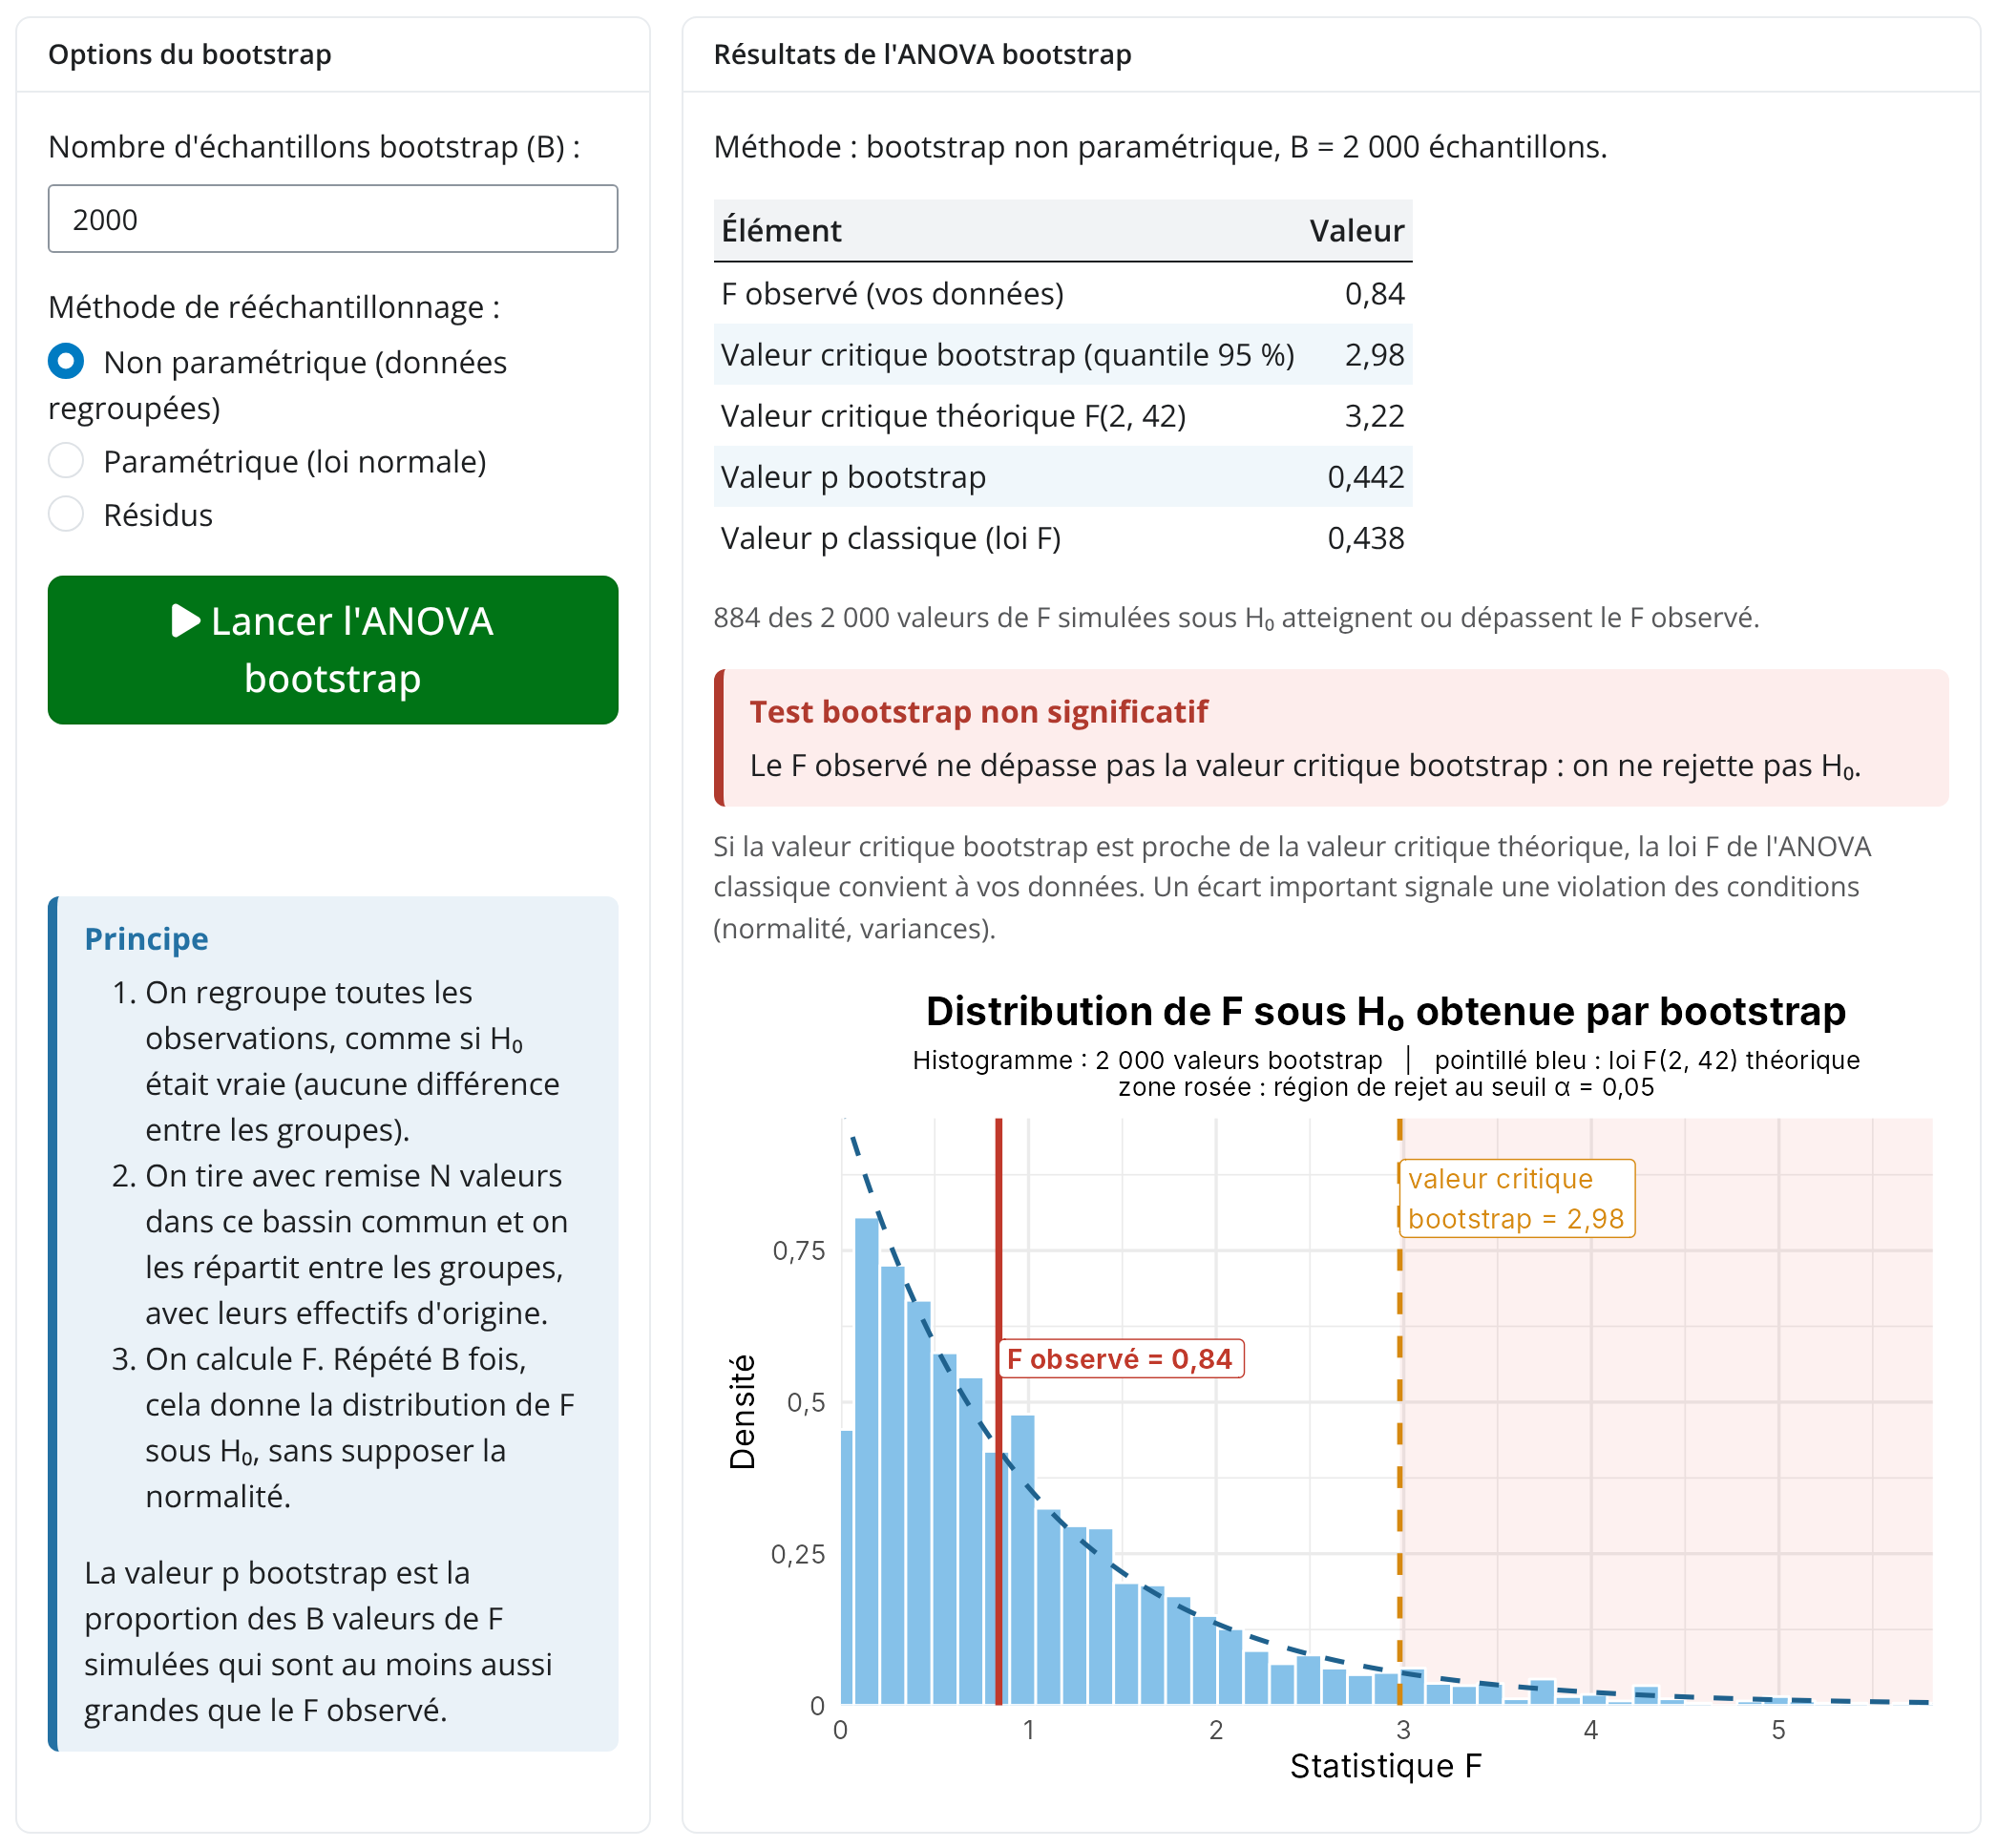 Options du bootstrap
Nombre d'échantillons bootstrap (B) :
2000
Méthode de rééchantillonnage :
Non paramétrique (données
regroupées)
Paramétrique (loi normale)
Résidus
Lancer l'ANOVA
bootstrap
Principe
1. On regroupe toutes les
observations, comme si H₀
était vraie (aucune différence
entre les groupes).
2. On tire avec remise N valeurs
dans ce bassin commun et on
les répartit entre les groupes,
avec leurs effectifs d'origine.
3. On calcule F. Répété B fois,
cela donne la distribution de F
sous H₀, sans supposer la
normalité.
La valeur p bootstrap est la
proportion des B valeurs de F
simulées qui sont au moins aussi
grandes que le F observé.
Résultats de l'ANOVA bootstrap
Méthode : bootstrap non paramétrique, B = 2 000 échantillons.
Élément Valeur
F observé (vos données) 0,84
Valeur critique bootstrap (quantile 95 %) 2,98
Valeur critique théorique F(2, 42) 3,22
Valeur p bootstrap 0,442
Valeur p classique (loi F) 0,438
884 des 2 000 valeurs de F simulées sous H₀ atteignent ou dépassent le F observé.
Test bootstrap non significatif
Le F observé ne dépasse pas la valeur critique bootstrap : on ne rejette pas H₀.
Si la valeur critique bootstrap est proche de la valeur critique théorique, la loi F de l'ANOVA
classique convient à vos données. Un écart important signale une violation des conditions
(normalité, variances).
Distribution de F sous H₀ obtenue par bootstrap
Histogramme : 2 000 valeurs bootstrap | pointillé bleu : loi F(2, 42) théorique
zone rosée : région de rejet au seuil α = 0,05
valeur critique
bootstrap = 2,98
F observé = 0,84
Densité
0,75
0,5
0,25
0
0 1 2 3 4 5
Statistique F